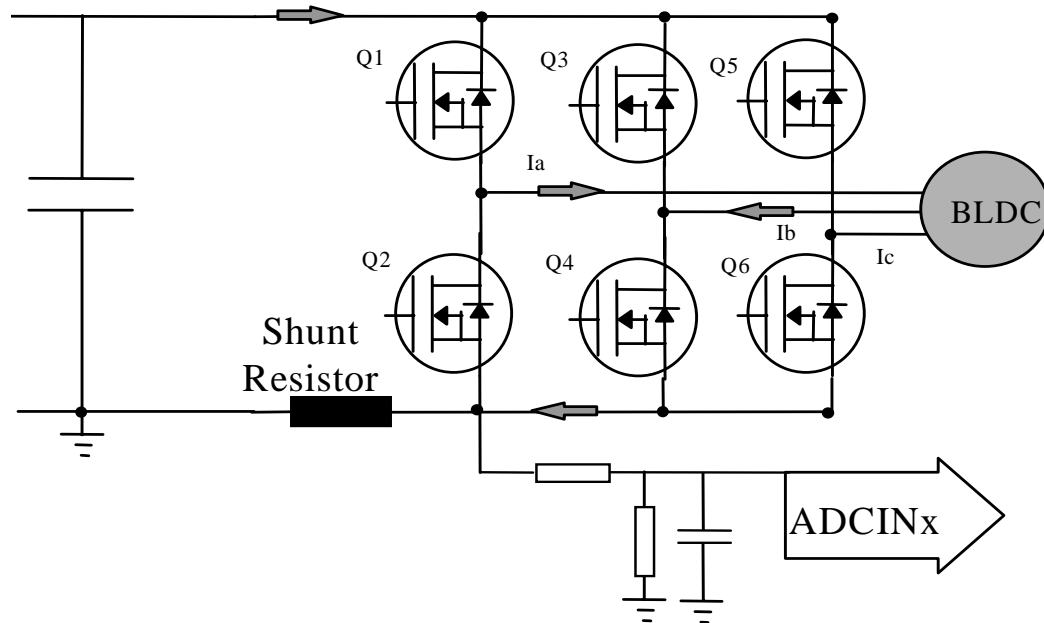 Q1
Q3
Q5
Ia
BLDC
Ib
Ic
Q2
Q4
Q6
Shunt
Resistor
ADCINx